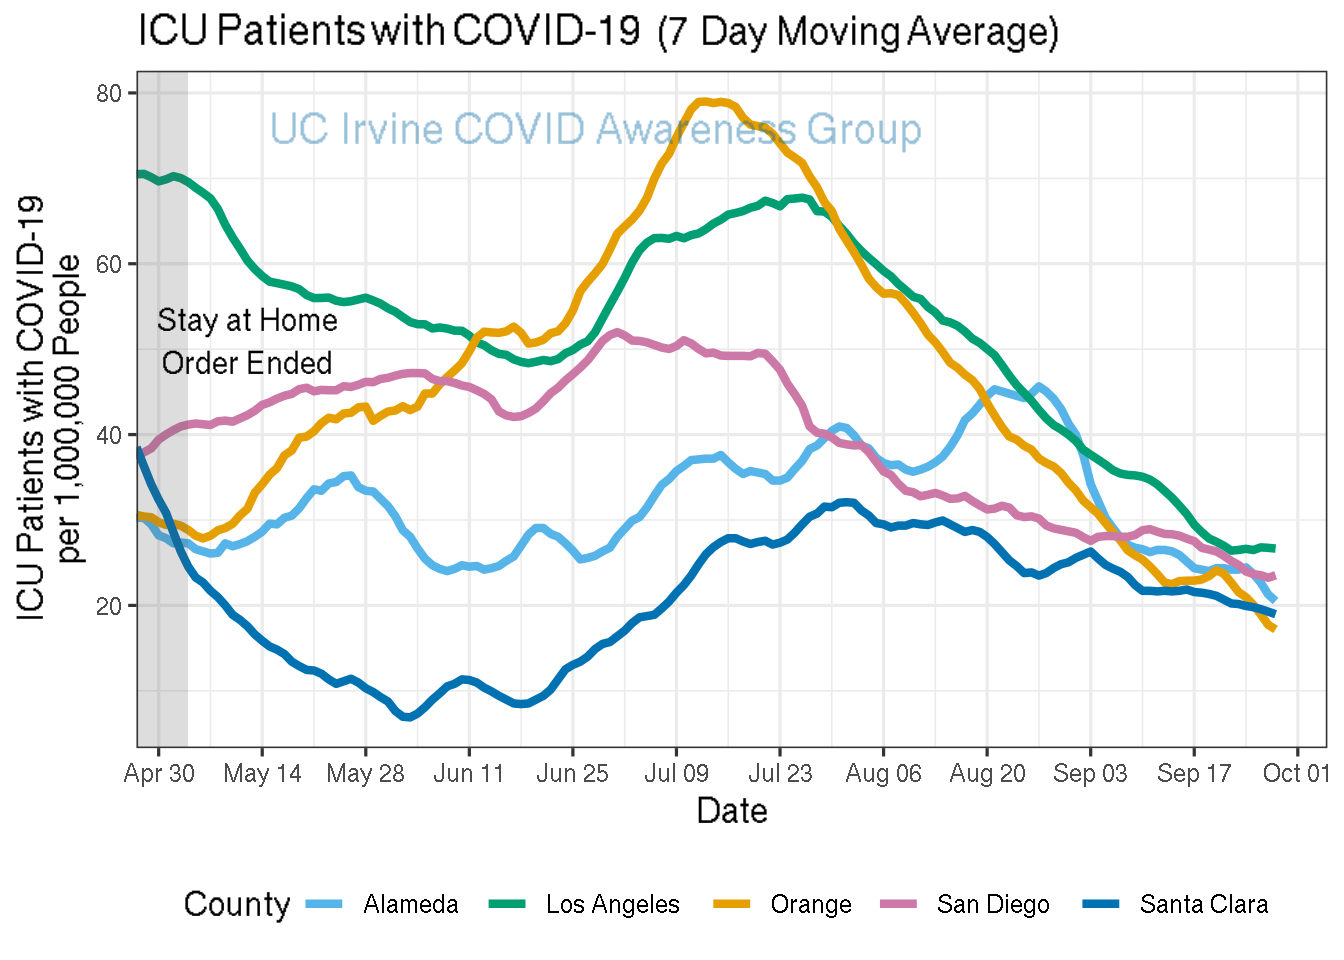 ICU Patients with COVID-19 (7 Day Moving Average)
UC Irvine COVID Awareness Group
80
60
40
20
ICU Patients with COVID-19
per 1,000,000 People
Stay at Home
Order Ended
Apr 30 May 14 May 28 Jun 11 Jun 25 Jul 09 Jul 23 Aug 06 Aug 20 Sep 03 Sep 17 Oct 01
Date
County Alameda Los Angeles Orange San Diego Santa Clara